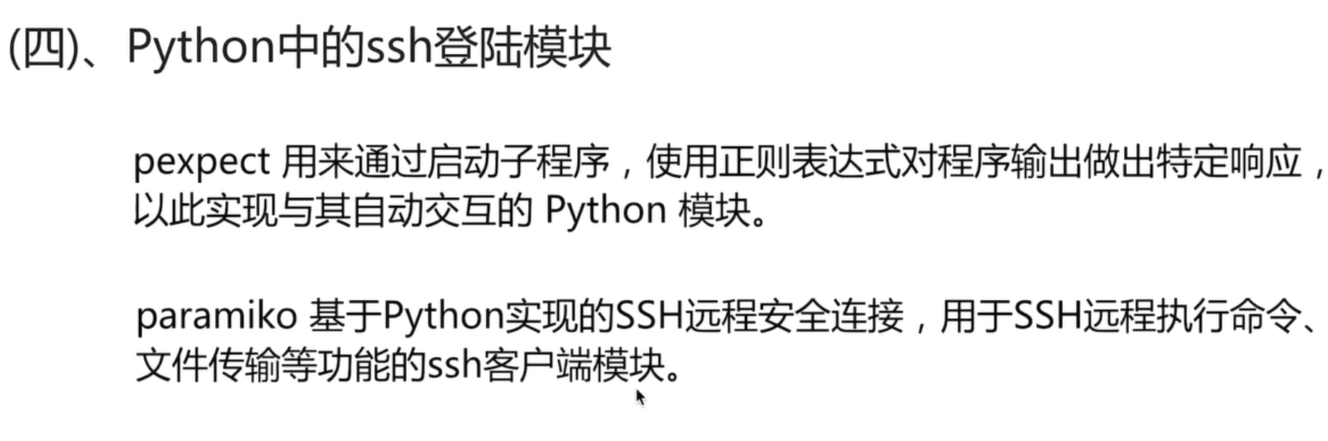 (四)、Python中的ssh登陆模块
pexpect 用来通过启动子程序，使用正则表达式对程序输出做出特定响应，
以此实现与其自动交互的 Python 模块。
paramiko 基于Python实现的SSH远程安全连接，用于SSH远程执行命令、
文件传输等功能的ssh客户端模块。